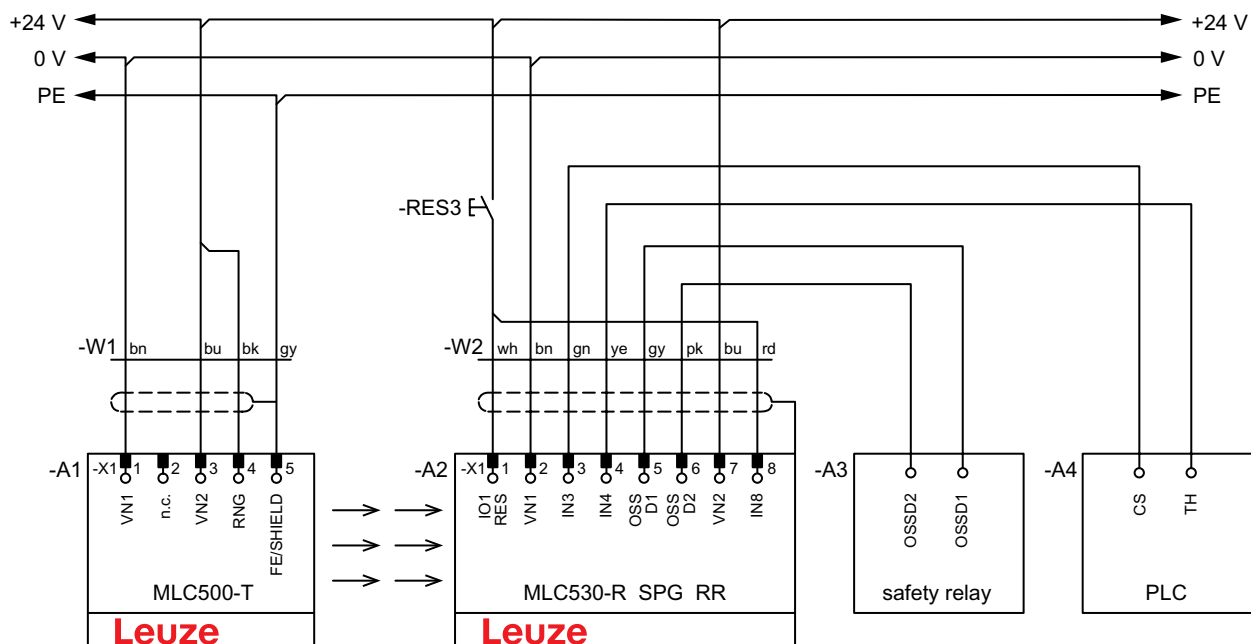 +24 V
+24 V
0 V
0 V
PE
PE
-RES3
-W1 bn bu bk gy
-W2 wh bn gn ye gy pk bu rd
-A1 -X1 1 2 3 4 5
VN1
n.c.
VN2
RNG
FE/SHIELD
MLC500-T
Leuze
-A2 -X1 1 2 3 4 5 6 7 8
IO1
RES
VN1
IN3
IN4
OSS
D1
OSS
D2
VN2
IN8
MLC530-R SPG RR
Leuze
-A3
OSSD2
OSSD1
safety relay
-A4
CS
TH
PLC